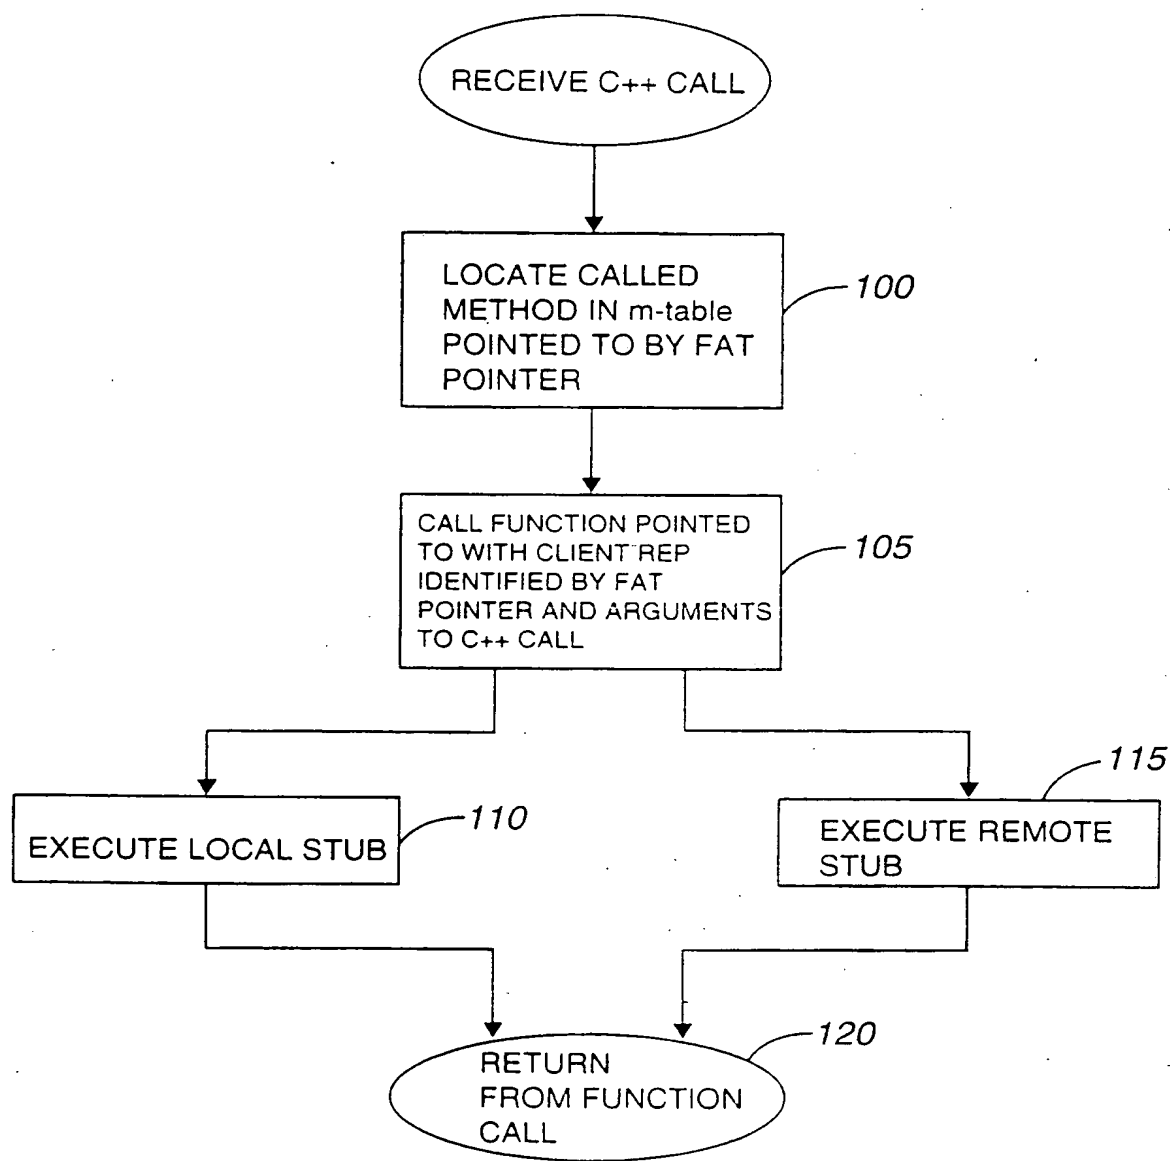 RECEIVE C++ CALL
LOCATE CALLED
METHOD IN m-table
POINTED TO BY FAT
POINTER
100
CALL FUNCTION POINTED
TO WITH CLIENT REP
IDENTIFIED BY FAT
POINTER AND ARGUMENTS
TO C++ CALL
105
EXECUTE LOCAL STUB
110
EXECUTE REMOTE
STUB
115
RETURN
FROM FUNCTION
CALL
120